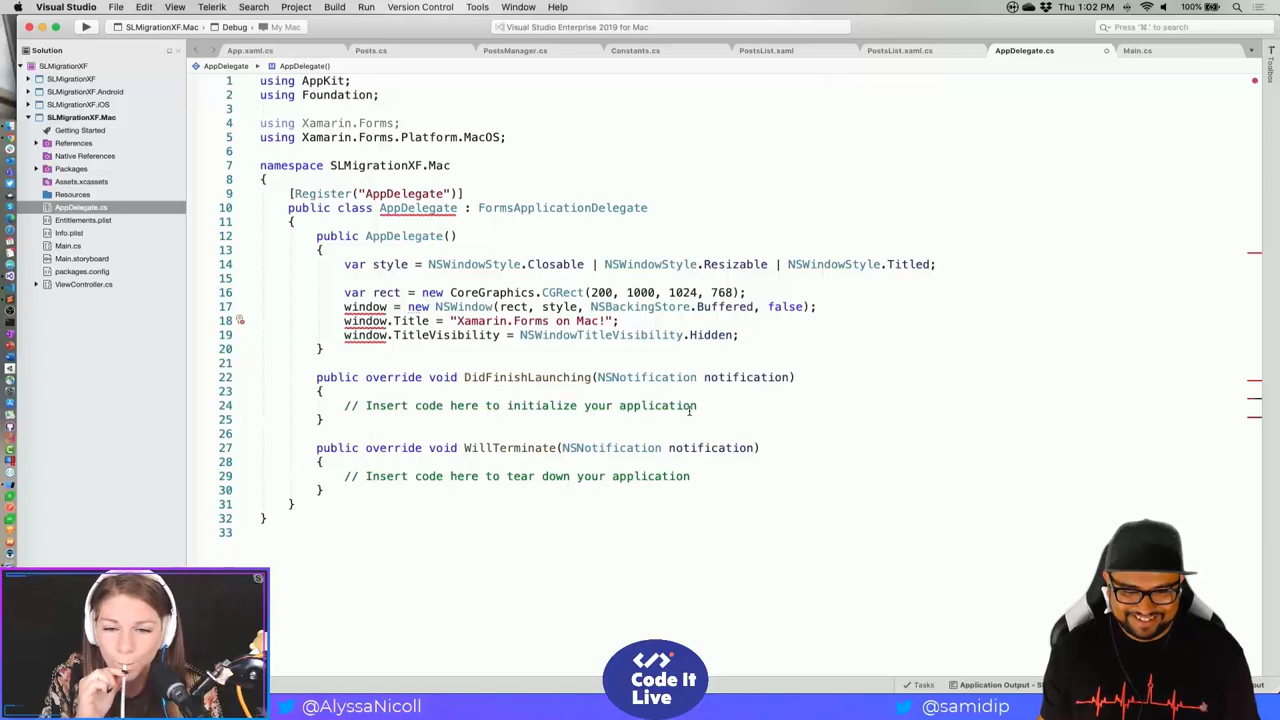 Visual Studio File Edit View Telerik Search Project Build Run Version Control Tools Window Help
Thu 1:02 PM 100%
SLMigrationXF.Mac Debug My Mac
Visual Studio Enterprise 2019 for Mac
Press '⌘.' to search
Solution
App.xaml.cs Posts.cs PostsManager.cs Constants.cs PostsList.xaml PostsList.xaml.cs AppDelegate.cs Main.cs
Toolbox
AppDelegate AppDelegate()
SLMigrationXF
SLMigrationXF
SLMigrationXF.Android
SLMigrationXF.iOS
SLMigrationXF.Mac
Getting Started
References
Native References
Packages
Assets.xcassets
Resources
AppDelegate.cs
Entitlements.plist
Info.plist
Main.cs
Main.storyboard
packages.config
ViewController.cs
1 using AppKit;
2 using Foundation;
3
4 using Xamarin.Forms;
5 using Xamarin.Forms.Platform.MacOS;
6
7 namespace SLMigrationXF.Mac
8 {
9 [Register("AppDelegate")]
10 public class AppDelegate : FormsApplicationDelegate
11 {
12 public AppDelegate()
13 {
14 var style = NSWindowStyle.Closable | NSWindowStyle.Resizable | NSWindowStyle.Titled;
15
16 var rect = new CoreGraphics.CGRect(200, 1000, 1024, 768);
17 window = new NSWindow(rect, style, NSBackingStore.Buffered, false);
18 window.Title = "Xamarin.Forms on Mac!";
19 window.TitleVisibility = NSWindowTitleVisibility.Hidden;
20 }
21
22 public override void DidFinishLaunching(NSNotification notification)
23 {
24 // Insert code here to initialize your application
25 }
26
27 public override void WillTerminate(NSNotification notification)
28 {
29 // Insert code here to tear down your application
30 }
31 }
32 }
33
Tasks Application Output
Code It
Live
@AlyssaNicoll
@samidip